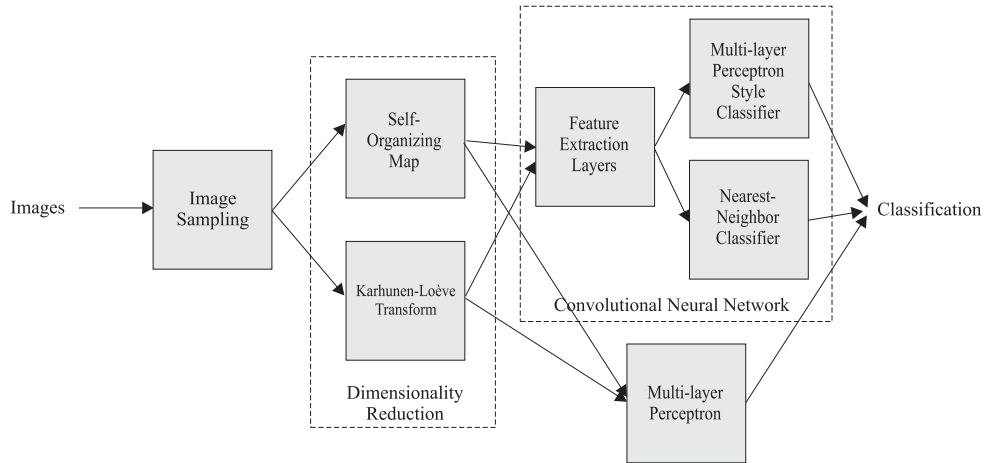 Images
Image
Sampling
Self-
Organizing
Map
Karhunen-Loève
Transform
Dimensionality
Reduction
Feature
Extraction
Layers
Multi-layer
Perceptron
Style
Classifier
Nearest-
Neighbor
Classifier
Convolutional Neural Network
Multi-layer
Perceptron
Classification